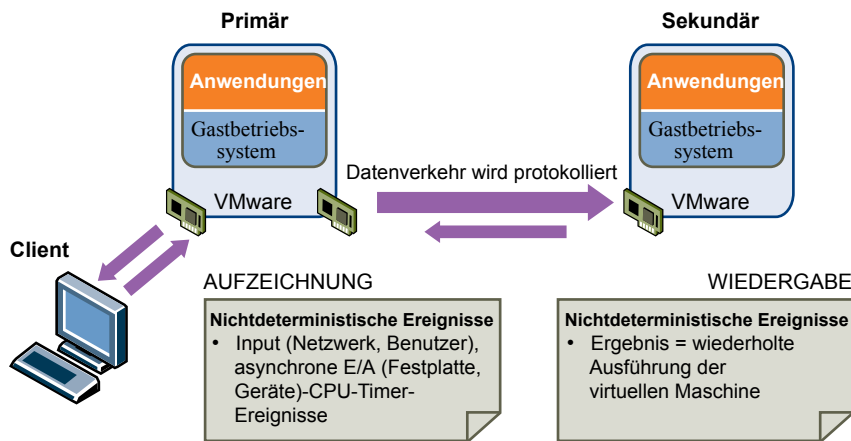 Primär
Sekundär
Anwendungen
Gastbetriebs-
system
VMware
Datenverkehr wird protokolliert
Anwendungen
Gastbetriebs-
system
VMware
Client
AUFZEICHNUNG
Nichtdeterministische Ereignisse
• Input (Netzwerk, Benutzer),
asynchrone E/A (Festplatte,
Geräte)-CPU-Timer-
Ereignisse
WIEDERGABE
Nichtdeterministische Ereignisse
• Ergebnis = wiederholte
Ausführung der
virtuellen Maschine